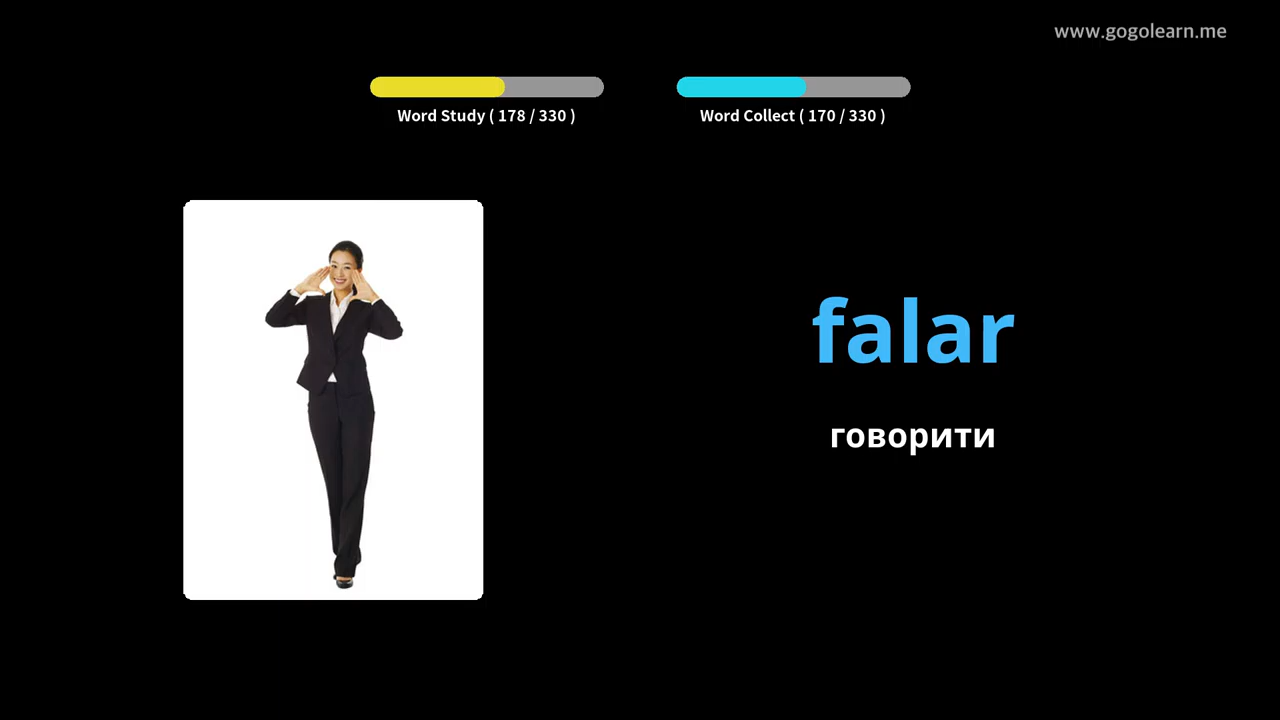 www.gogolearn.me
Word Study ( 178 / 330 )
Word Collect ( 170 / 330 )
falar
говорити